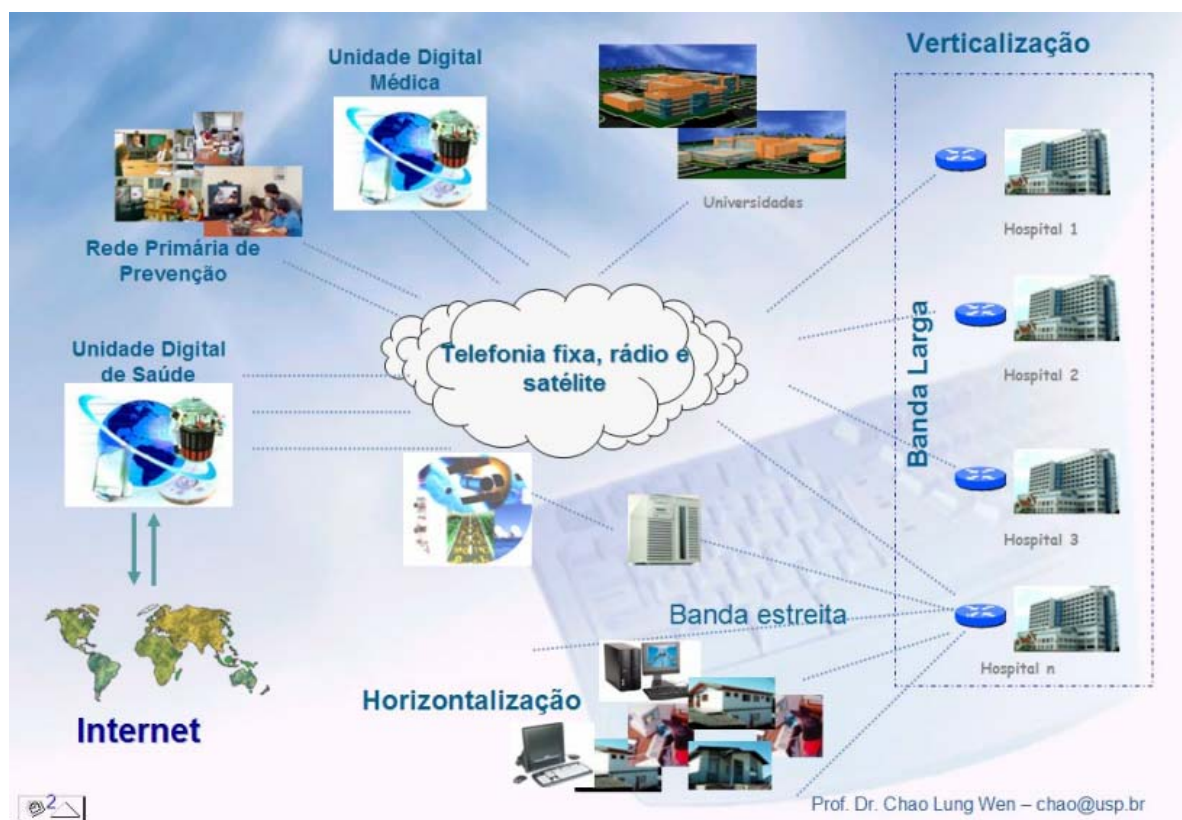 Verticalização
Unidade Digital
Médica
Universidades
Hospital 1
Rede Primária de
Prevenção
Banda Larga
Unidade Digital
de Saúde
Telefonia fixa, rádio e
satélite
Hospital 2
Hospital 3
Banda estreita
Hospital n
Horizontalização
Internet
2
Prof. Dr. Chao Lung Wen – chao@usp.br